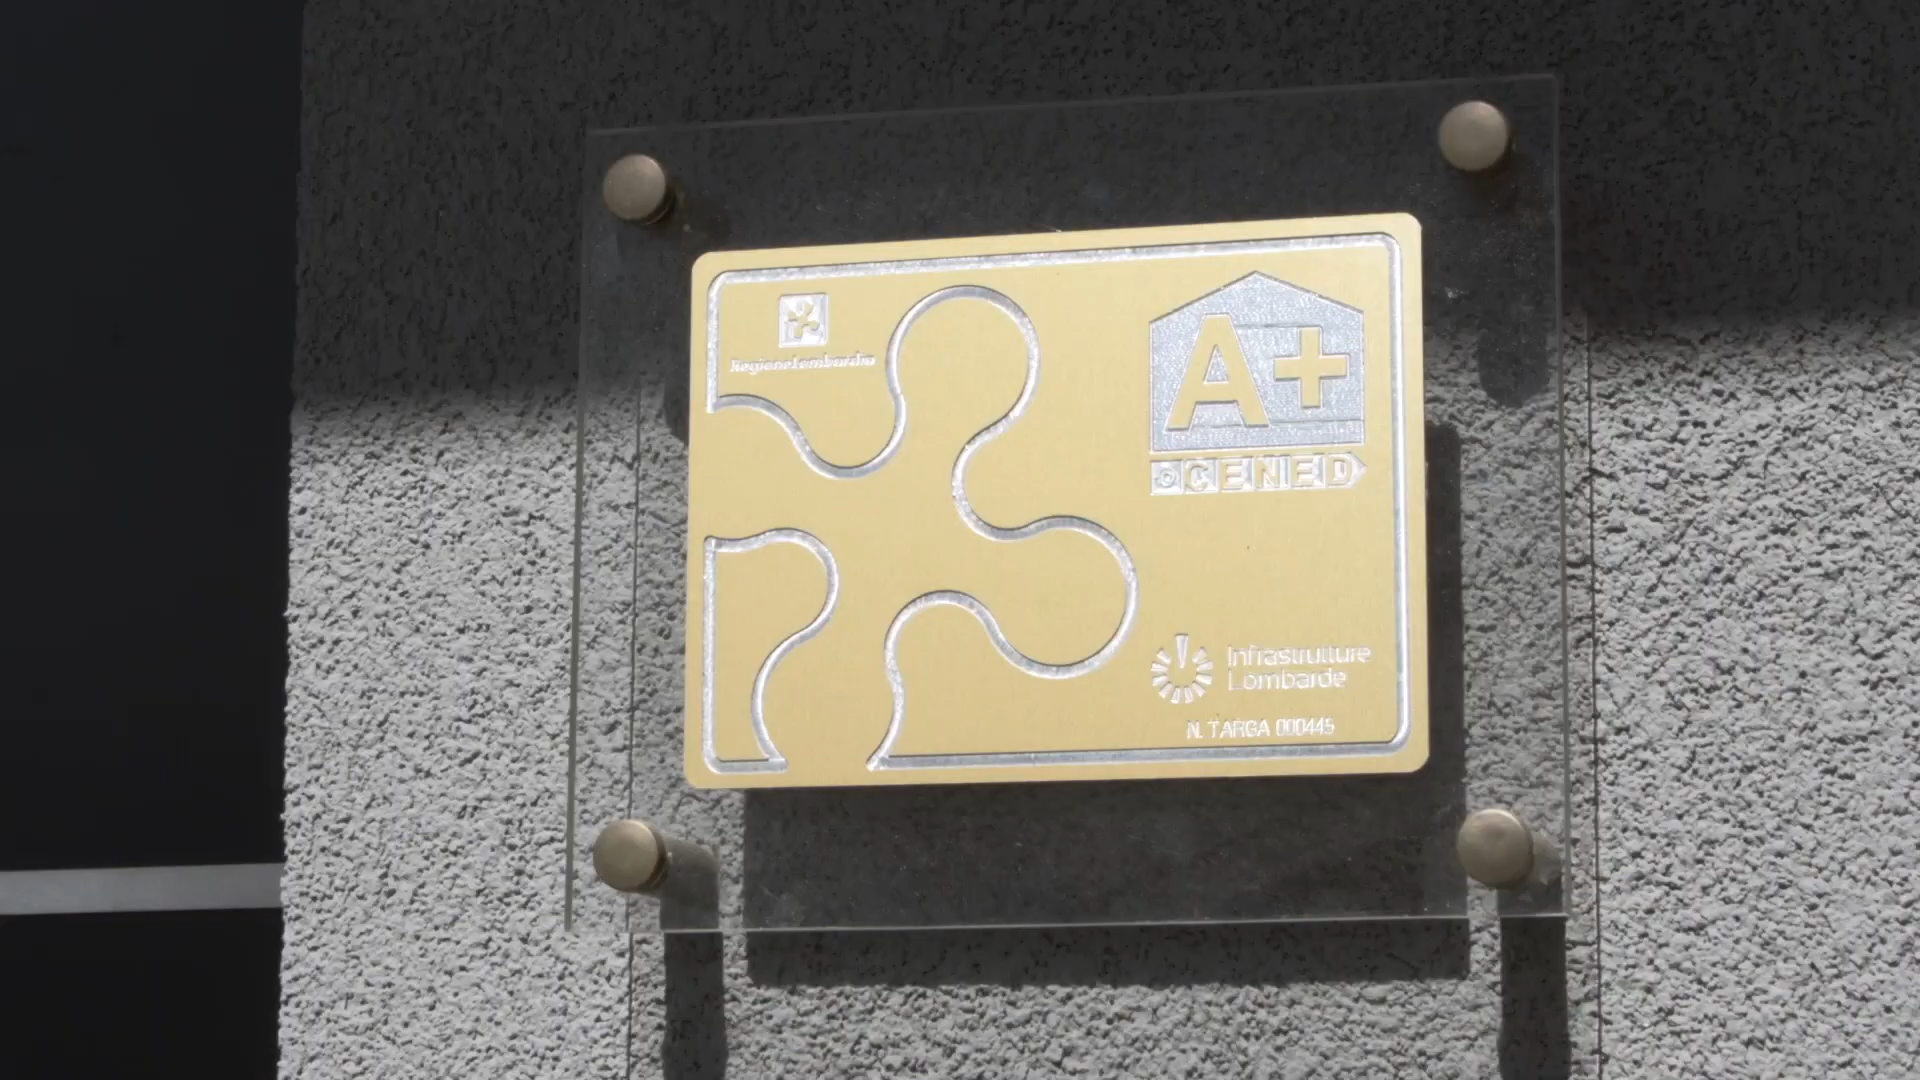 RegioneLombardia
A+
CENED
Infrastrutture
Lombarde
N. TARGA 000445